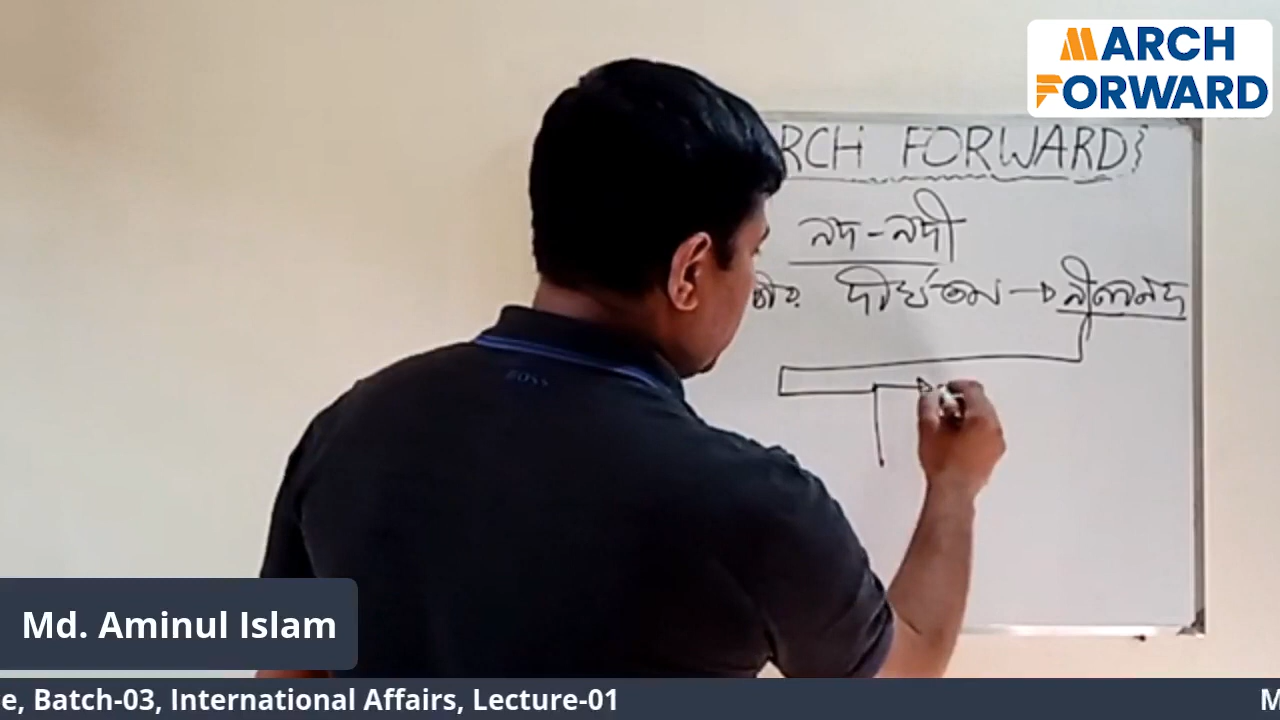 MARCH
FORWARD
RCH FORWARD
নদ-নদী
দীর্ঘতম → নীলনদ
Md. Aminul Islam
e, Batch-03, International Affairs, Lecture-01
M